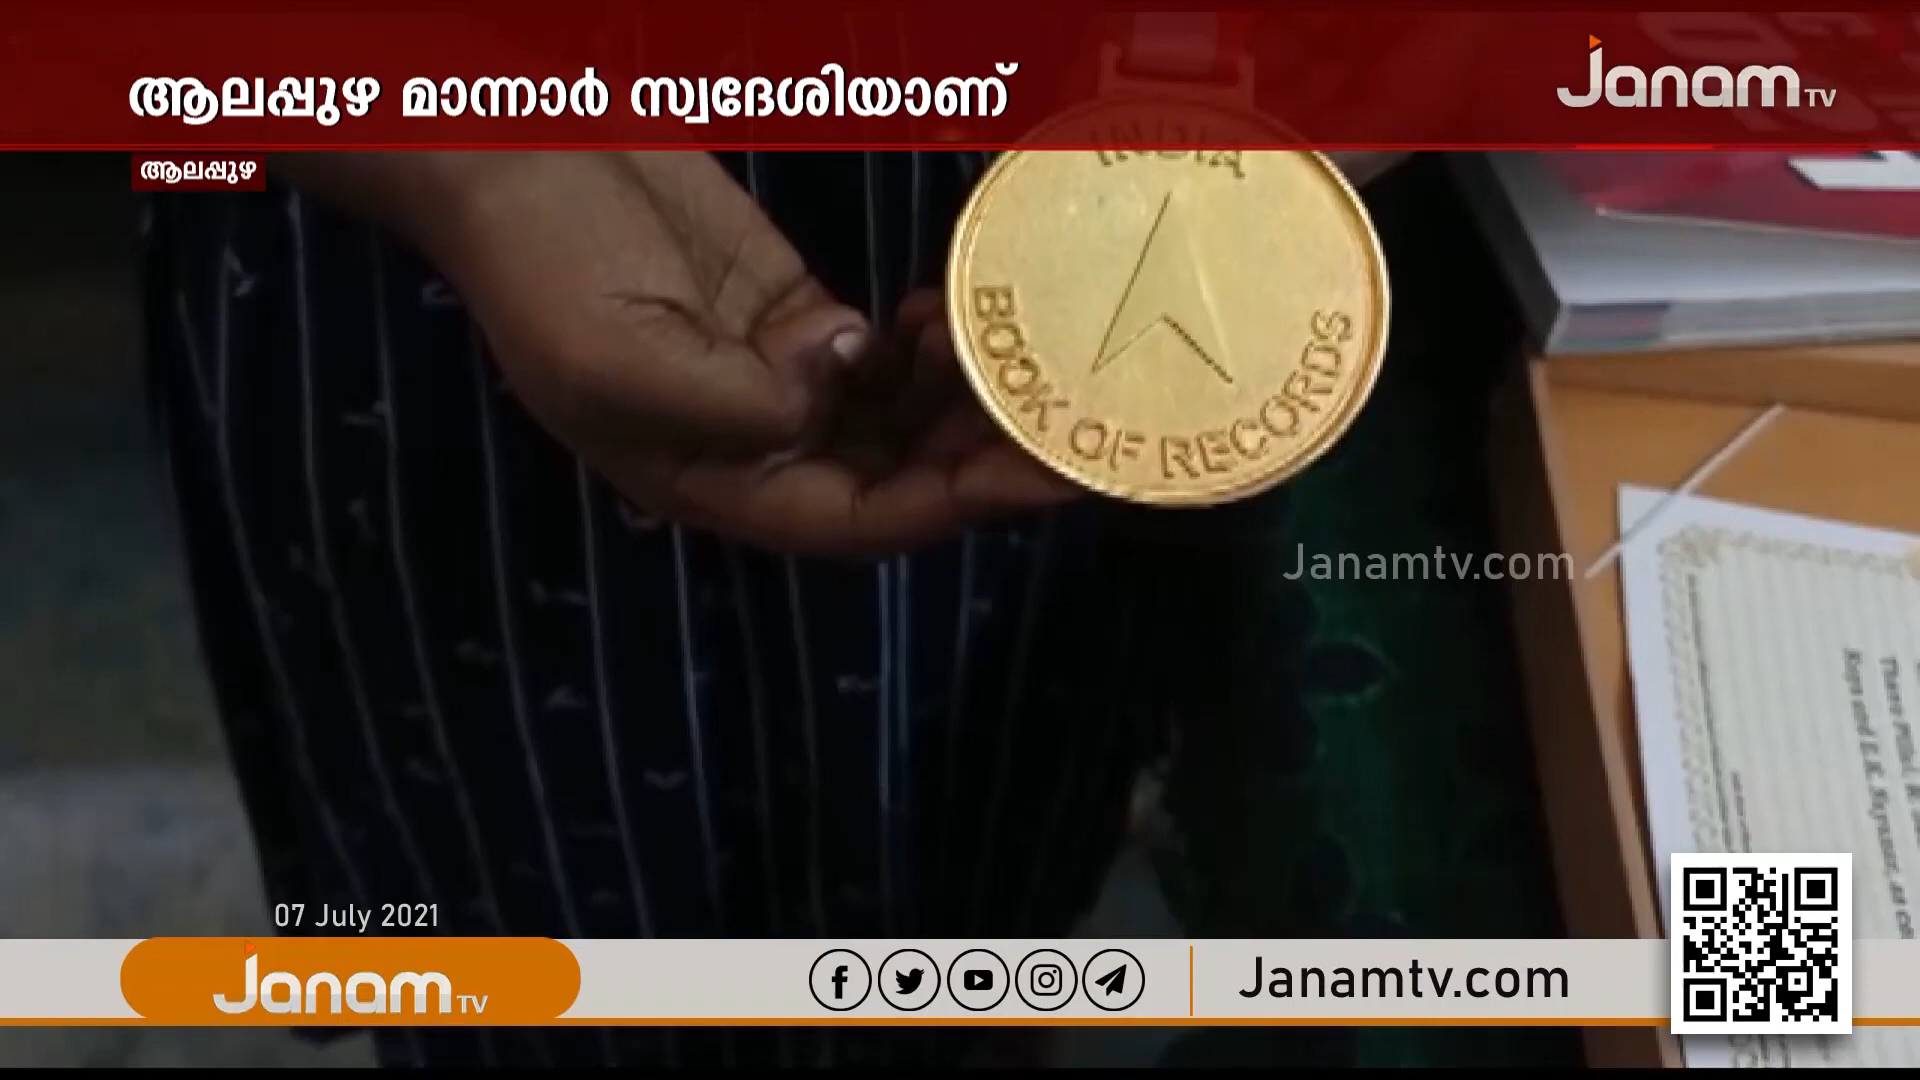 ആലപ്പുഴ മാന്നാർ സ്വദേശിയാണ്
Janam TV
ആലപ്പുഴ
INDIA
BOOK OF RECORDS
Janamtv.com
07 July 2021
Janam TV
Janamtv.com